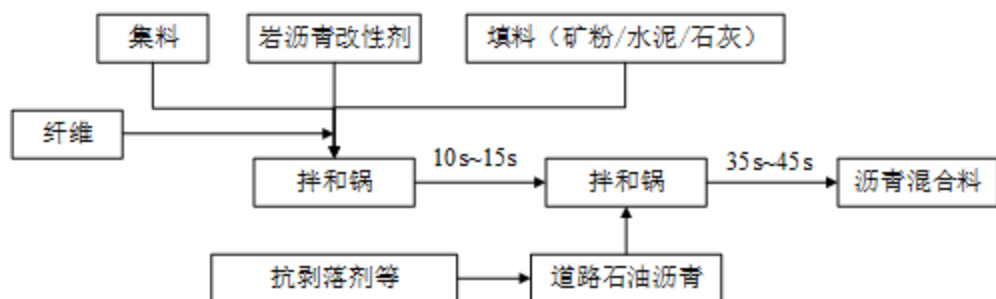 集料
岩沥青改性剂
填料（矿粉/水泥/石灰）
纤维
拌和锅
10s~15s
拌和锅
35s~45s
沥青混合料
抗剥落剂等
道路石油沥青